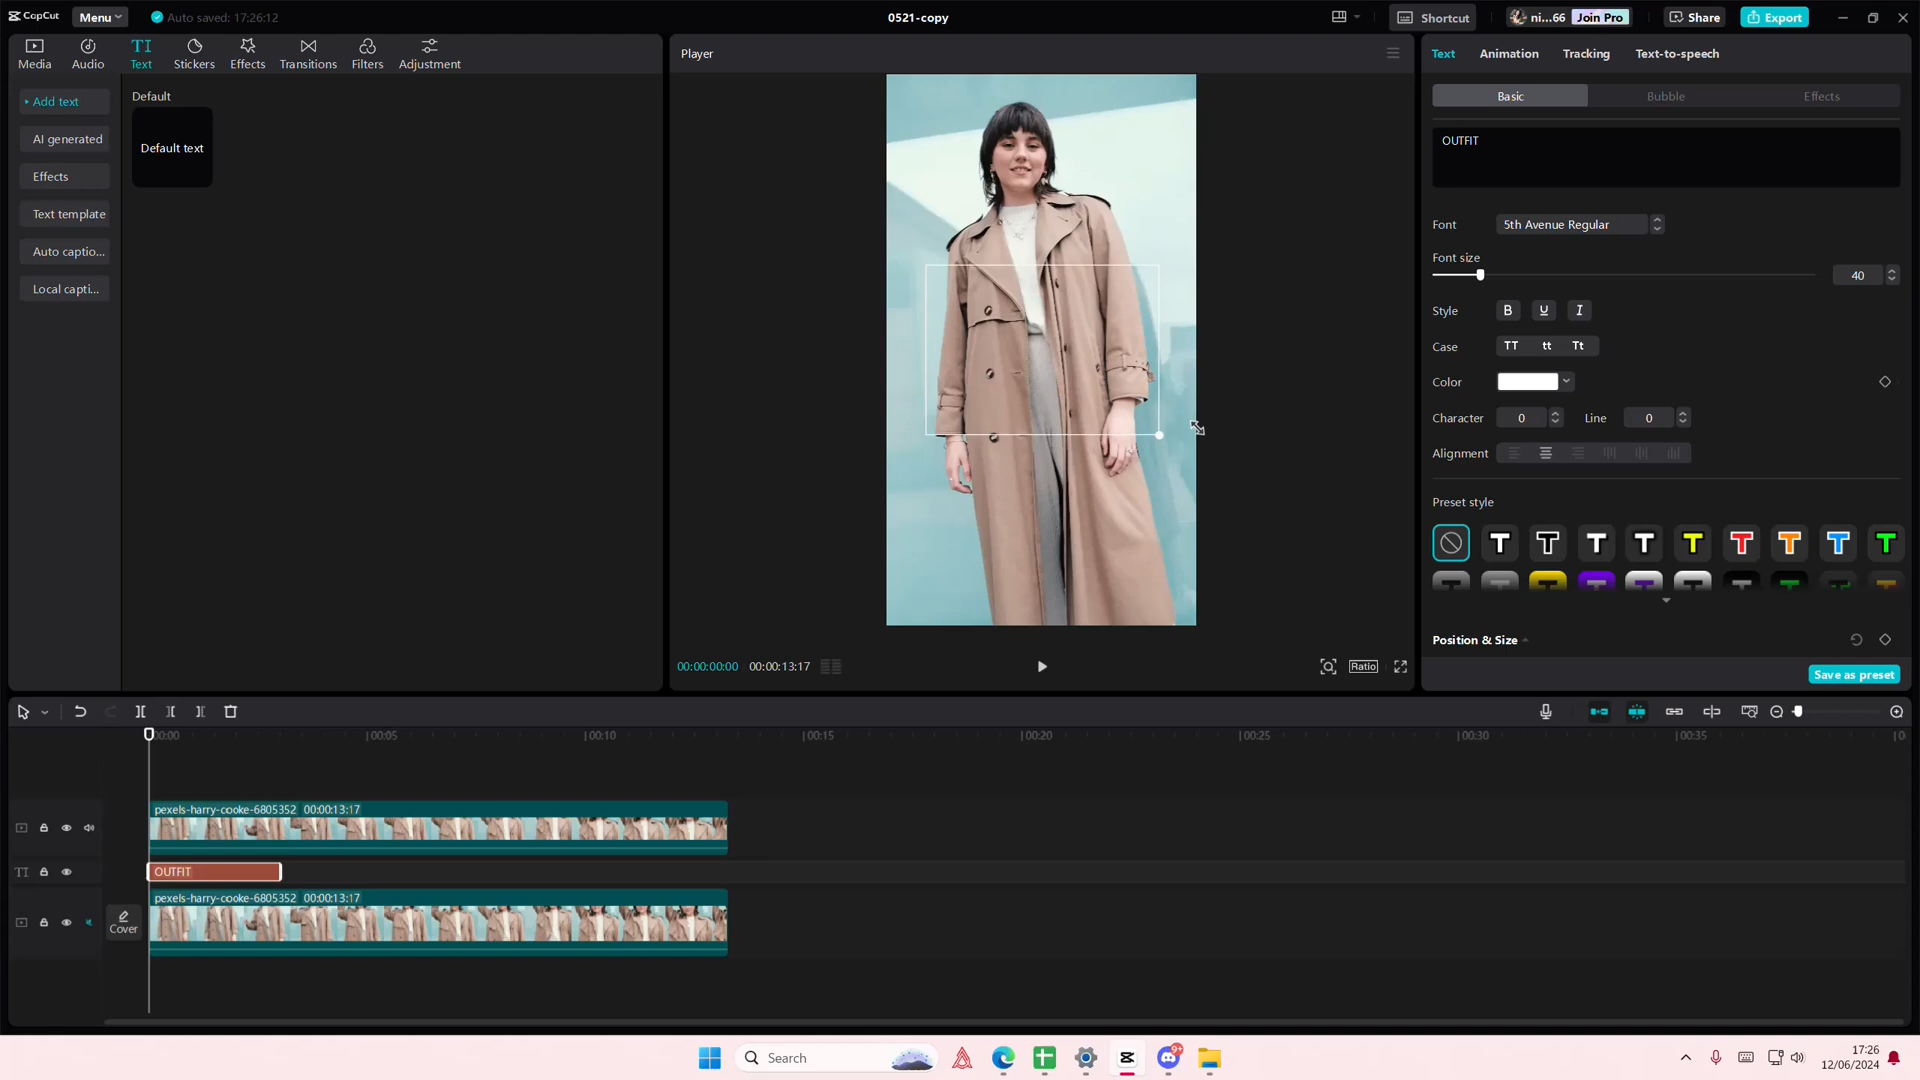 CapCut
Menu
Auto saved: 17:26:12
0521-copy
Shortcut
ni...66
Join Pro
Share
Export
Media
Audio
TI
Text
Stickers
Effects
Transitions
Filters
Adjustment
Add text
AI generated
Effects
Text template
Auto captio...
Local capti...
Default
Default text
Player
00:00:00:00
00:00:13:17
Ratio
Text
Animation
Tracking
Text-to-speech
Basic
Bubble
Effects
OUTFIT
Font
5th Avenue Regular
Font size
40
Style
B
U
I
Case
TT
tt
Tt
Color
Character
0
Line
0
Alignment
Preset style
T T T T T T T T T
Position & Size
Save as preset
00:00
00:05
00:10
00:15
00:20
00:25
00:30
00:35
pexels-harry-cooke-6805352 00:00:13:17
TI
OUTFIT
Cover
pexels-harry-cooke-6805352 00:00:13:17
Search
9+
17:26
12/06/2024